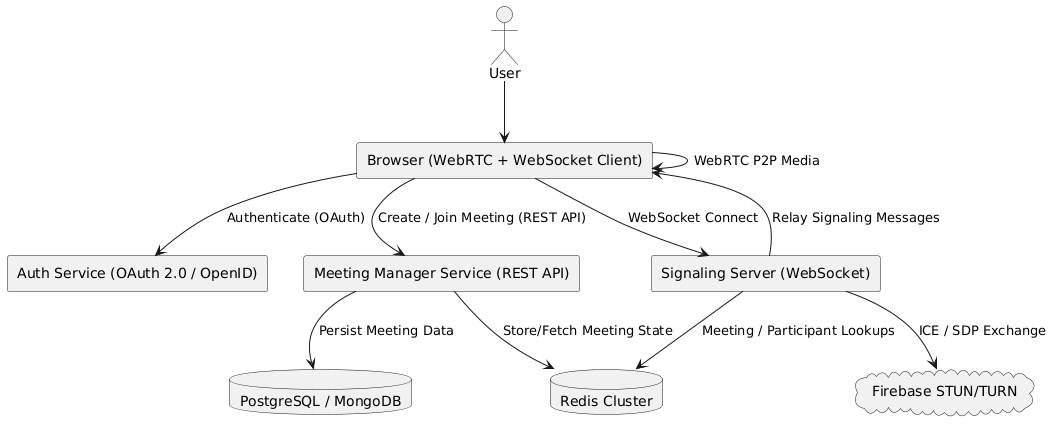 User
Browser (WebRTC + WebSocket Client)
WebRTC P2P Media
Authenticate (OAuth)
Create / Join Meeting (REST API)
WebSocket Connect
Relay Signaling Messages
Auth Service (OAuth 2.0 / OpenID)
Meeting Manager Service (REST API)
Signaling Server (WebSocket)
Persist Meeting Data
Store/Fetch Meeting State
Meeting / Participant Lookups
ICE / SDP Exchange
PostgreSQL / MongoDB
Redis Cluster
Firebase STUN/TURN